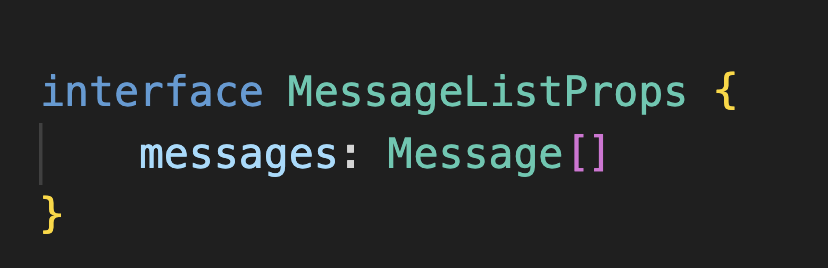 interface MessageListProps {
    messages: Message[]
}